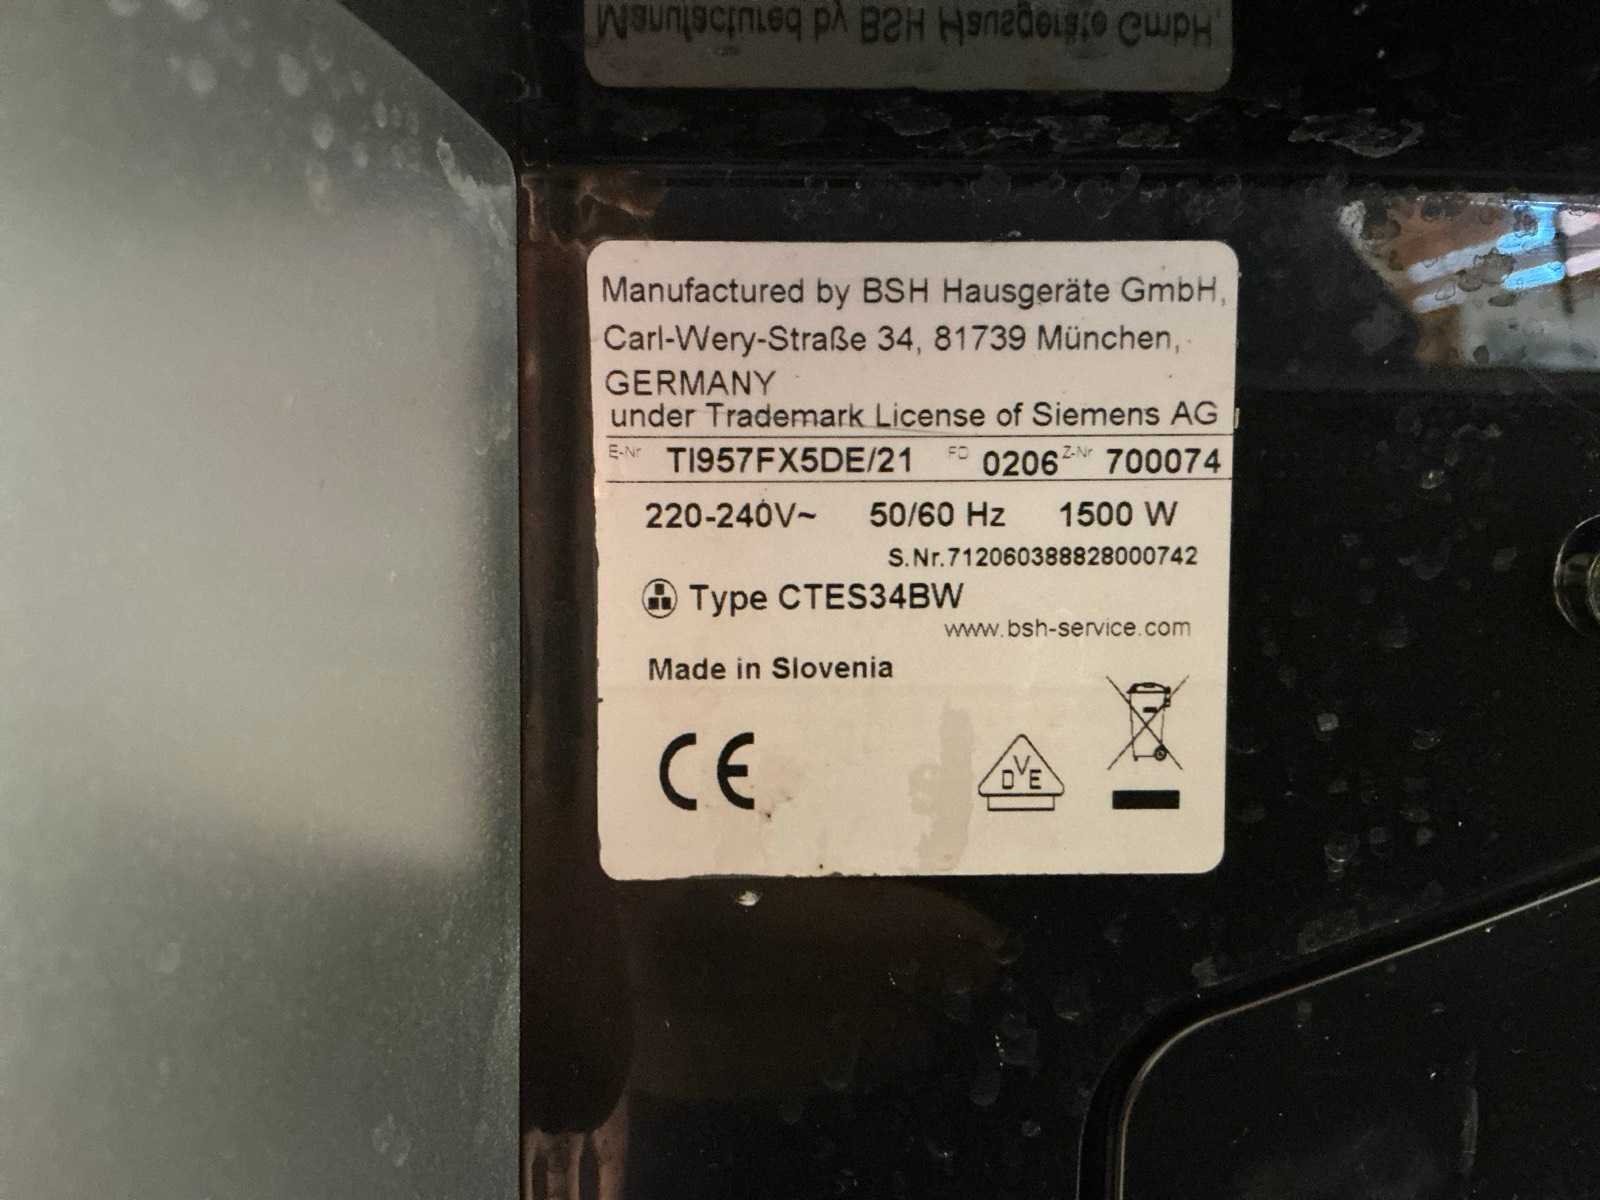 Manufactured by BSH Hausgeräte GmbH,
Manufactured by BSH Hausgeräte GmbH,
Carl-Wery-Straße 34, 81739 München,
GERMANY
under Trademark License of Siemens AG
E-Nr TI957FX5DE/21 FD 0206 Z-Nr 700074
220-240V~ 50/60 Hz 1500 W
S.Nr.712060388828000742
Type CTES34BW
www.bsh-service.com
Made in Slovenia
CE
DVE